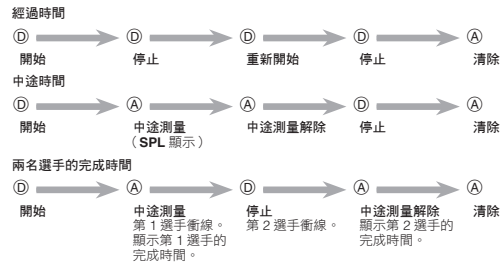 經過時間
Ⓓ Ⓓ Ⓓ Ⓓ Ⓐ
開始 停止 重新開始 停止 清除
中途時間
Ⓓ Ⓐ Ⓐ Ⓓ Ⓐ
開始 中途測量 中途測量解除 停止 清除
（SPL 顯示）
兩名選手的完成時間
Ⓓ Ⓐ Ⓓ Ⓐ Ⓐ
開始 中途測量 停止 中途測量解除 清除
第 1 選手衝線。 第 2 選手衝線。 顯示第 2 選手的
顯示第 1 選手的 完成時間。
完成時間。